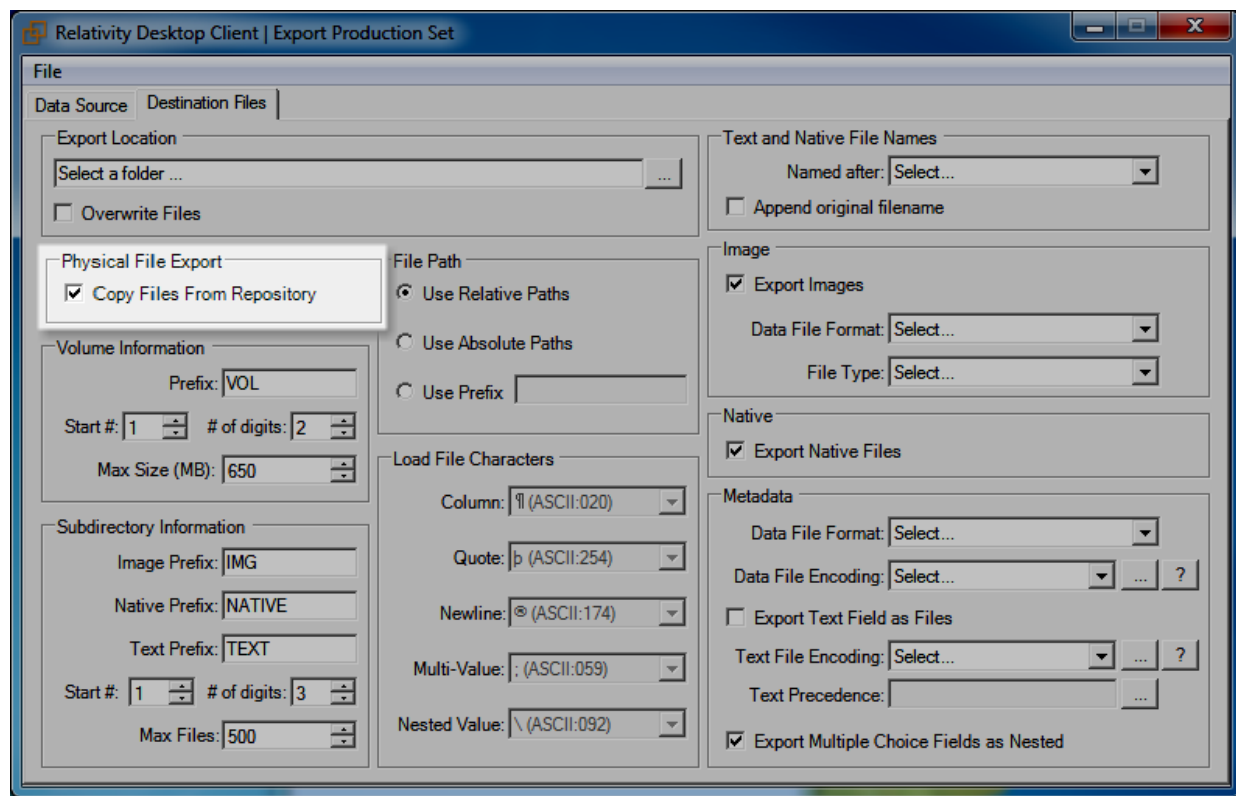 Relativity Desktop Client | Export Production Set
File
Data Source Destination Files
Export Location
Select a folder ... ...
Overwrite Files
Physical File Export
Copy Files From Repository
Volume Information
Prefix: VOL
Start #: 1 # of digits: 2
Max Size (MB): 650
Subdirectory Information
Image Prefix: IMG
Native Prefix: NATIVE
Text Prefix: TEXT
Start #: 1 # of digits: 3
Max Files: 500
File Path
Use Relative Paths
Use Absolute Paths
Use Prefix
Load File Characters
Column: ¶ (ASCII:020)
Quote: þ (ASCII:254)
Newline: ® (ASCII:174)
Multi-Value: ; (ASCII:059)
Nested Value: \ (ASCII:092)
Text and Native File Names
Named after: Select...
Append original filename
Image
Export Images
Data File Format: Select...
File Type: Select...
Native
Export Native Files
Metadata
Data File Format: Select...
Data File Encoding: Select... ... ?
Export Text Field as Files
Text File Encoding: Select... ... ?
Text Precedence: ...
Export Multiple Choice Fields as Nested